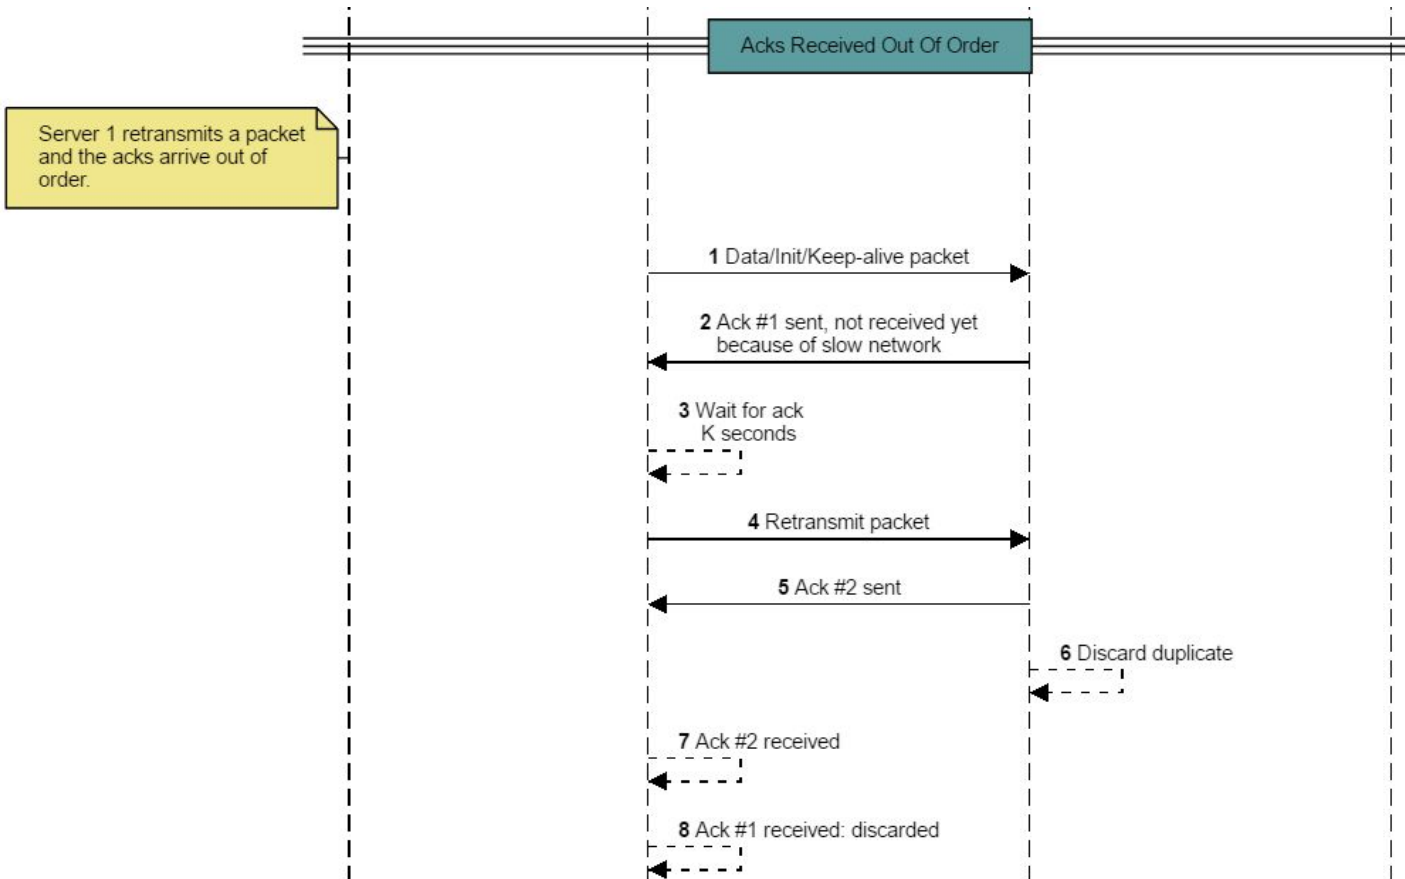 Acks Received Out Of Order
Server 1 retransmits a packet
and the acks arrive out of
order.
1 Data/Init/Keep-alive packet
2 Ack #1 sent, not received yet
because of slow network
3 Wait for ack
K seconds
4 Retransmit packet
5 Ack #2 sent
6 Discard duplicate
7 Ack #2 received
8 Ack #1 received: discarded